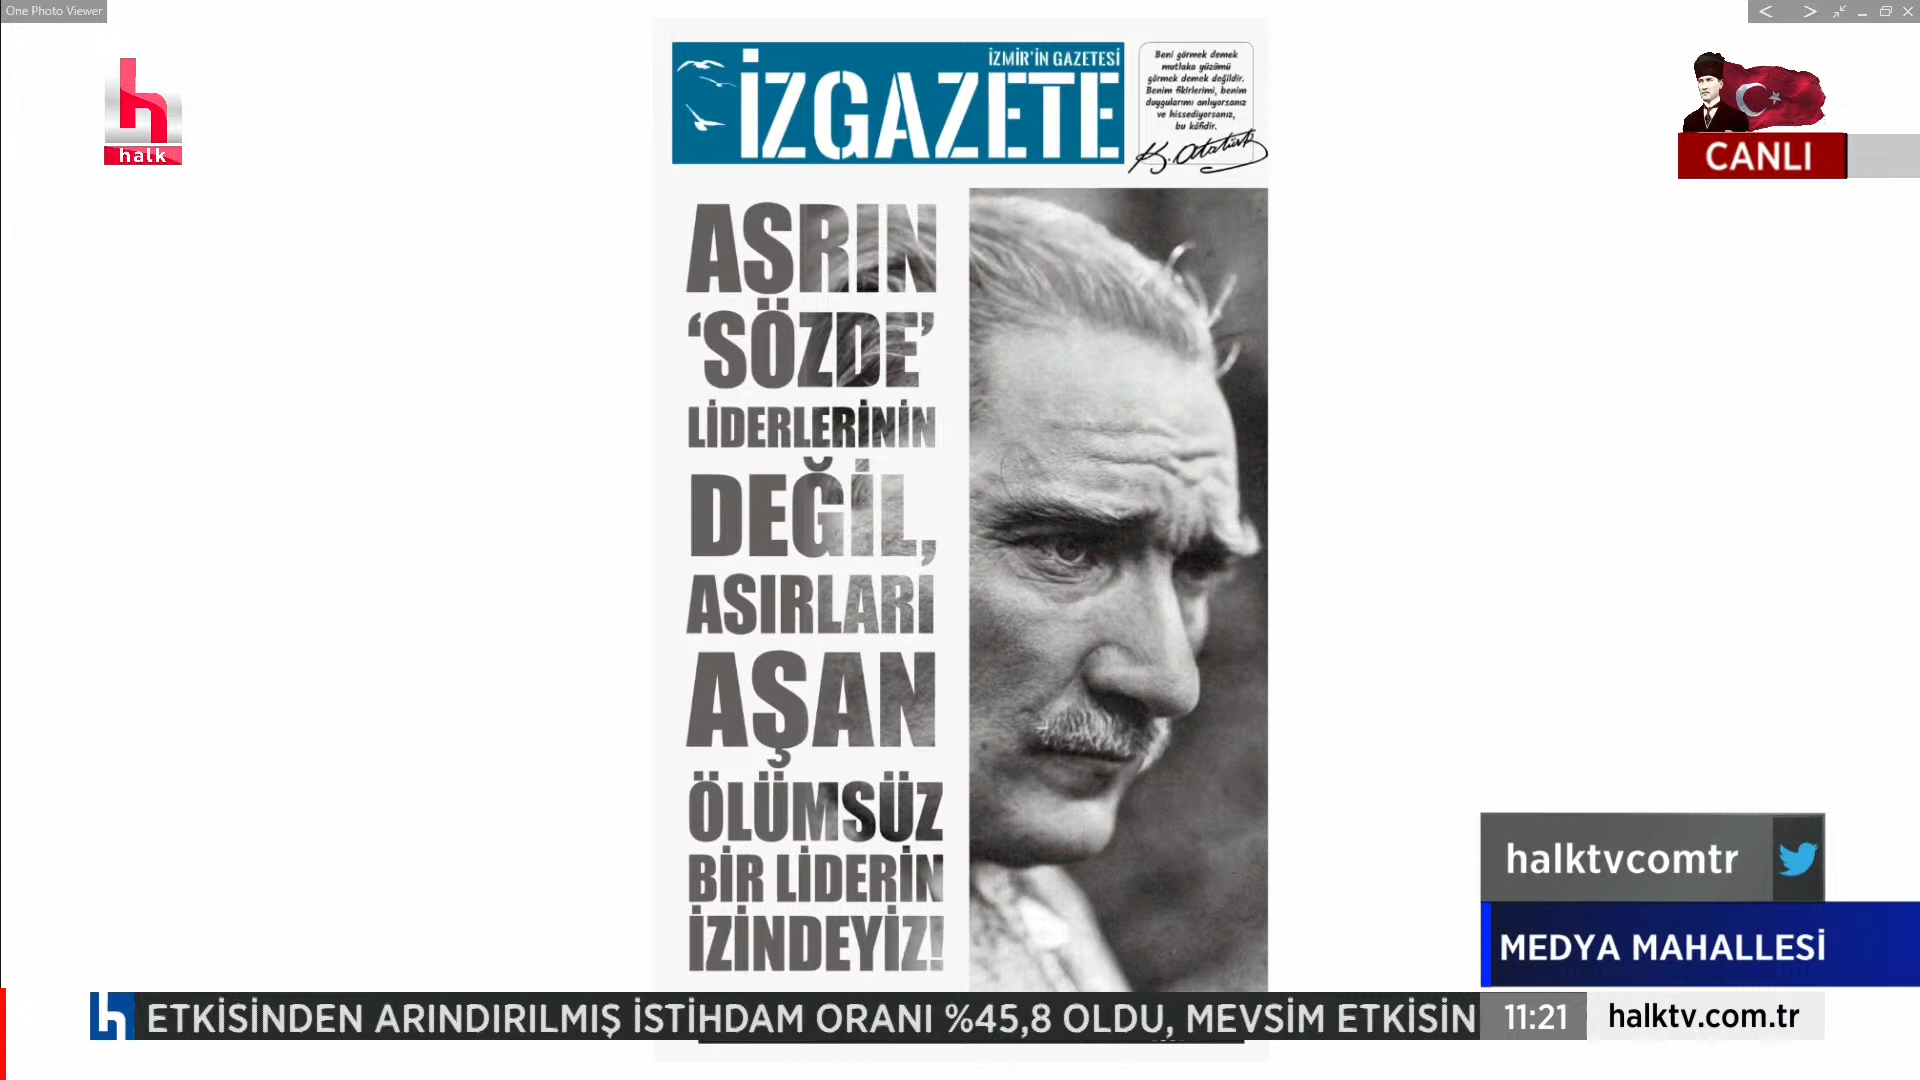 One Photo Viewer
halk
İZMİR'İN GAZETESİ
İZGAZETE
Beni görmek demek
mutlaka yüzümü
görmek demek değildir.
Benim fikirlerimi, benim
duygularımı anlıyorsanız
ve hissediyorsanız,
bu kâfidir.
K. Atatürk
CANLI
ASRIN
‘SÖZDE’
LİDERLERİNİN
DEĞİL,
ASIRLARI
AŞAN
ÖLÜMSÜZ
BİR LİDERİN
İZİNDEYİZ!
halktvcomtr
MEDYA MAHALLESİ
ETKİSİNDEN ARINDIRILMIŞ İSTİHDAM ORANI %45,8 OLDU, MEVSİM ETKİSİN
11:21
halktv.com.tr